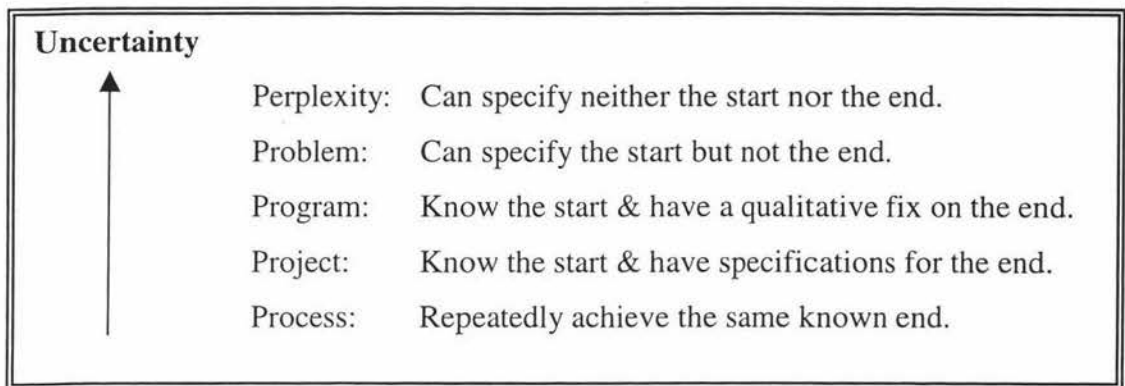 Uncertainty
Perplexity: Can specify neither the start nor the end.
Problem: Can specify the start but not the end.
Program: Know the start & have a qualitative fix on the end.
Project: Know the start & have specifications for the end.
Process: Repeatedly achieve the same known end.